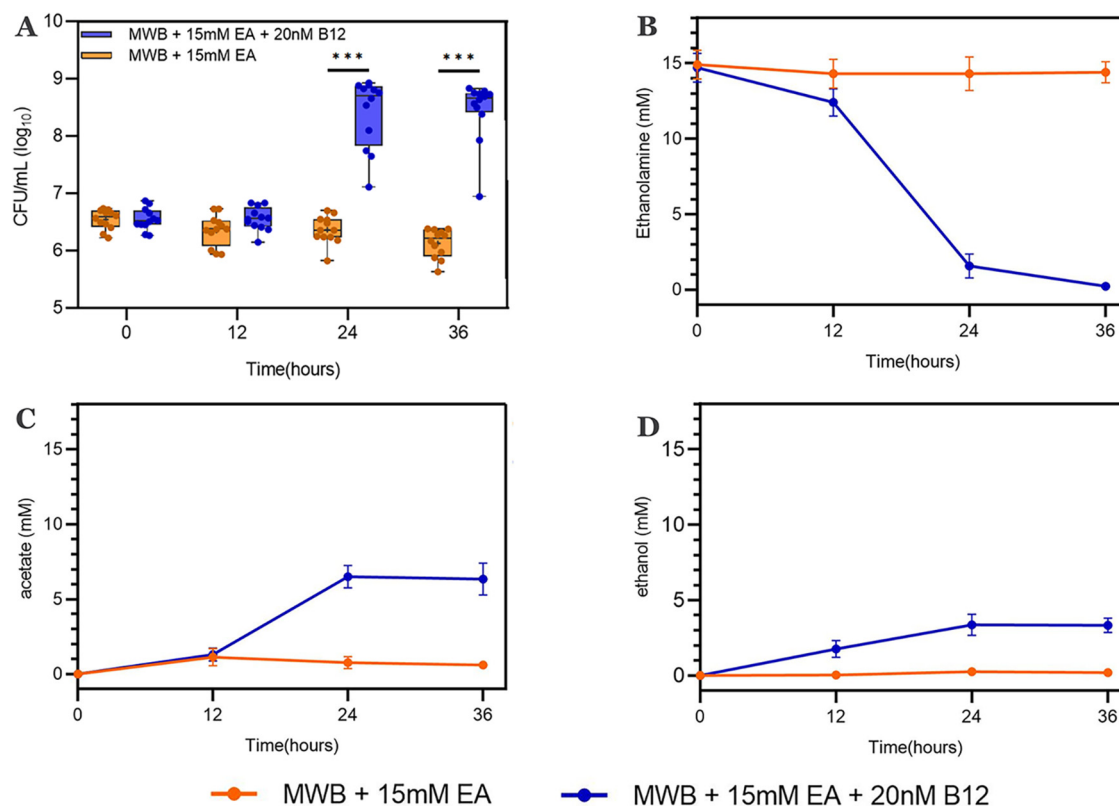 A
CFU/mL (log10)
10
9
8
7
6
5
MWB + 15mM EA + 20nM B12
MWB + 15mM EA
***
***
0
12
24
36
Time(hours)
B
Ethanolamine (mM)
15
10
5
0
0
12
24
36
Time(hours)
C
acetate (mM)
15
10
5
0
0
12
24
36
Time(hours)
D
ethanol (mM)
15
10
5
0
0
12
24
36
Time(hours)
MWB + 15mM EA
MWB + 15mM EA + 20nM B12